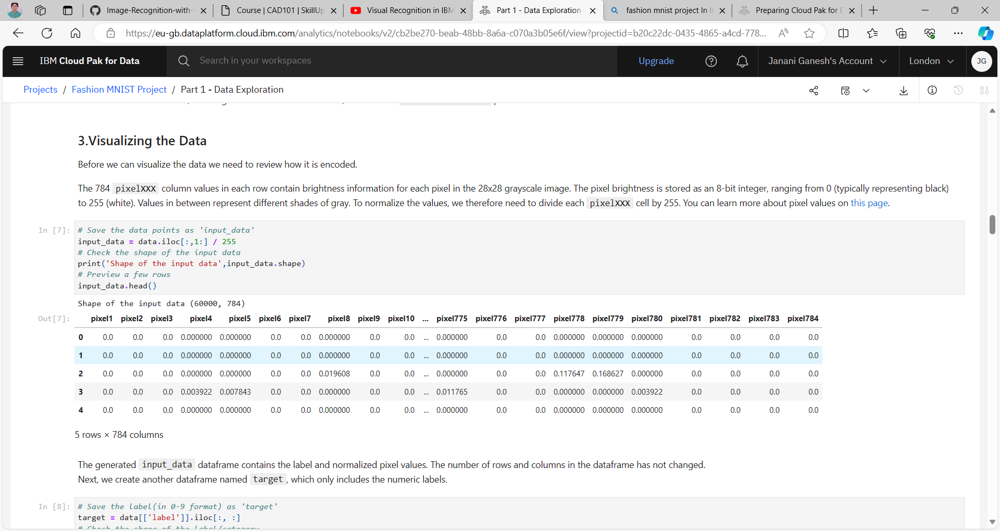 Image-Recognition-with-
Course | CAD101 | SkillUp
Visual Recognition in IBM
Part 1 - Data Exploration
fashion mnist project In
Preparing Cloud Pak for
https://eu-gb.dataplatform.cloud.ibm.com/analytics/notebooks/v2/cb2be270-beab-48bb-8a6a-c070a3b05e6f/view?projectid=b20c22dc-0435-4865-a4cd-778...
IBM Cloud Pak for Data
Search in your workspaces
Upgrade
Janani Ganesh's Account
London
JG
Projects / Fashion MNIST Project / Part 1 - Data Exploration
3.Visualizing the Data
Before we can visualize the data we need to review how it is encoded.
The 784 pixelXXX column values in each row contain brightness information for each pixel in the 28x28 grayscale image. The pixel brightness is stored as an 8-bit integer, ranging from 0 (typically representing black)
to 255 (white). Values in between represent different shades of gray. To normalize the values, we therefore need to divide each pixelXXX cell by 255. You can learn more about pixel values on this page.
In [7]: # Save the data points as 'input_data'
input_data = data.iloc[:,1:] / 255
# Check the shape of the input data
print('Shape of the input data',input_data.shape)
# Preview a few rows
input_data.head()
Shape of the input data (60000, 784)
Out[7]: pixel1 pixel2 pixel3 pixel4 pixel5 pixel6 pixel7 pixel8 pixel9 pixel10 ... pixel775 pixel776 pixel777 pixel778 pixel779 pixel780 pixel781 pixel782 pixel783 pixel784
0 0.0 0.0 0.0 0.000000 0.000000 0.0 0.0 0.000000 0.0 0.0 ... 0.000000 0.0 0.0 0.000000 0.000000 0.000000 0.0 0.0 0.0 0.0
1 0.0 0.0 0.0 0.000000 0.000000 0.0 0.0 0.000000 0.0 0.0 ... 0.000000 0.0 0.0 0.000000 0.000000 0.000000 0.0 0.0 0.0 0.0
2 0.0 0.0 0.0 0.000000 0.000000 0.0 0.0 0.019608 0.0 0.0 ... 0.000000 0.0 0.0 0.117647 0.168627 0.000000 0.0 0.0 0.0 0.0
3 0.0 0.0 0.0 0.003922 0.007843 0.0 0.0 0.000000 0.0 0.0 ... 0.011765 0.0 0.0 0.000000 0.000000 0.003922 0.0 0.0 0.0 0.0
4 0.0 0.0 0.0 0.000000 0.000000 0.0 0.0 0.000000 0.0 0.0 ... 0.000000 0.0 0.0 0.000000 0.000000 0.000000 0.0 0.0 0.0 0.0
5 rows × 784 columns
The generated input_data dataframe contains the label and normalized pixel values. The number of rows and columns in the dataframe has not changed.
Next, we create another dataframe named target, which only includes the numeric labels.
In [8]: # Save the label(in 0-9 format) as 'target'
target = data[['label']].iloc[:, :]
# Check the shape of the label/category